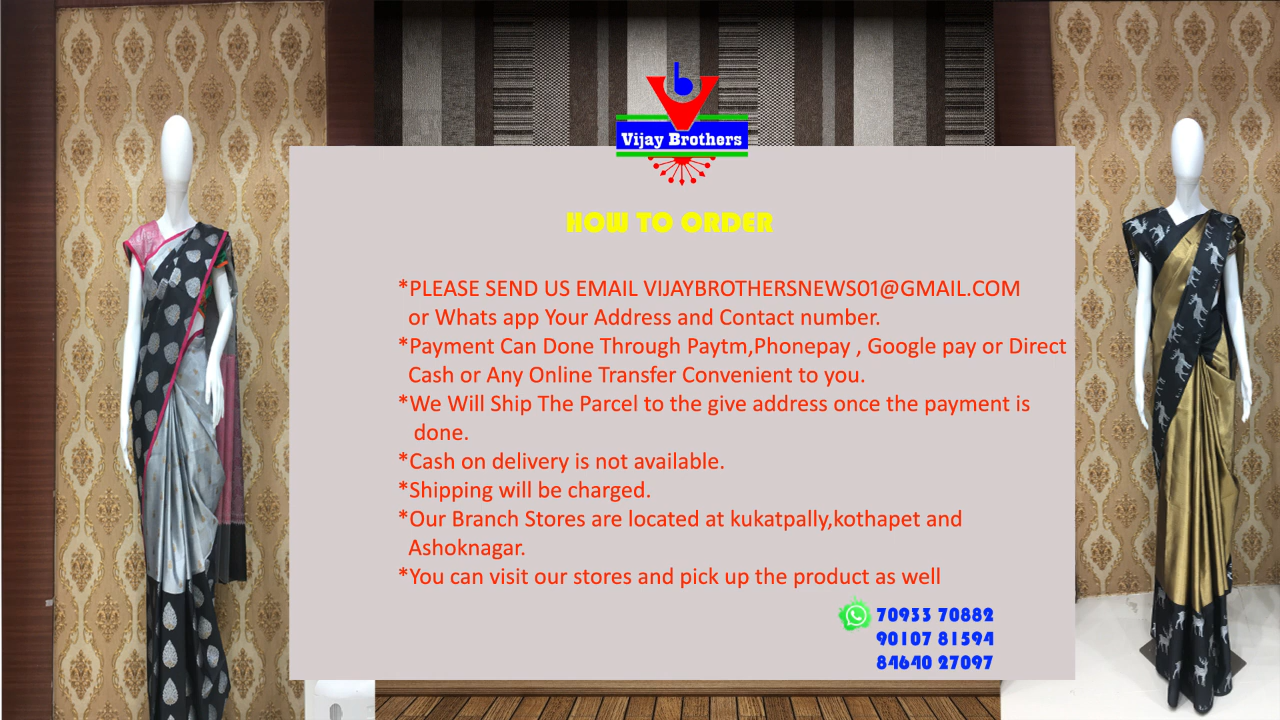 b
Vijay Brothers
HOW TO ORDER
*PLEASE SEND US EMAIL VIJAYBROTHERSNEWS01@GMAIL.COM
or Whats app Your Address and Contact number.
*Payment Can Done Through Paytm,Phonepay , Google pay or Direct
Cash or Any Online Transfer Convenient to you.
*We Will Ship The Parcel to the give address once the payment is
done.
*Cash on delivery is not available.
*Shipping will be charged.
*Our Branch Stores are located at kukatpally,kothapet and
Ashoknagar.
*You can visit our stores and pick up the product as well
70933 70882
90107 81594
84640 27097